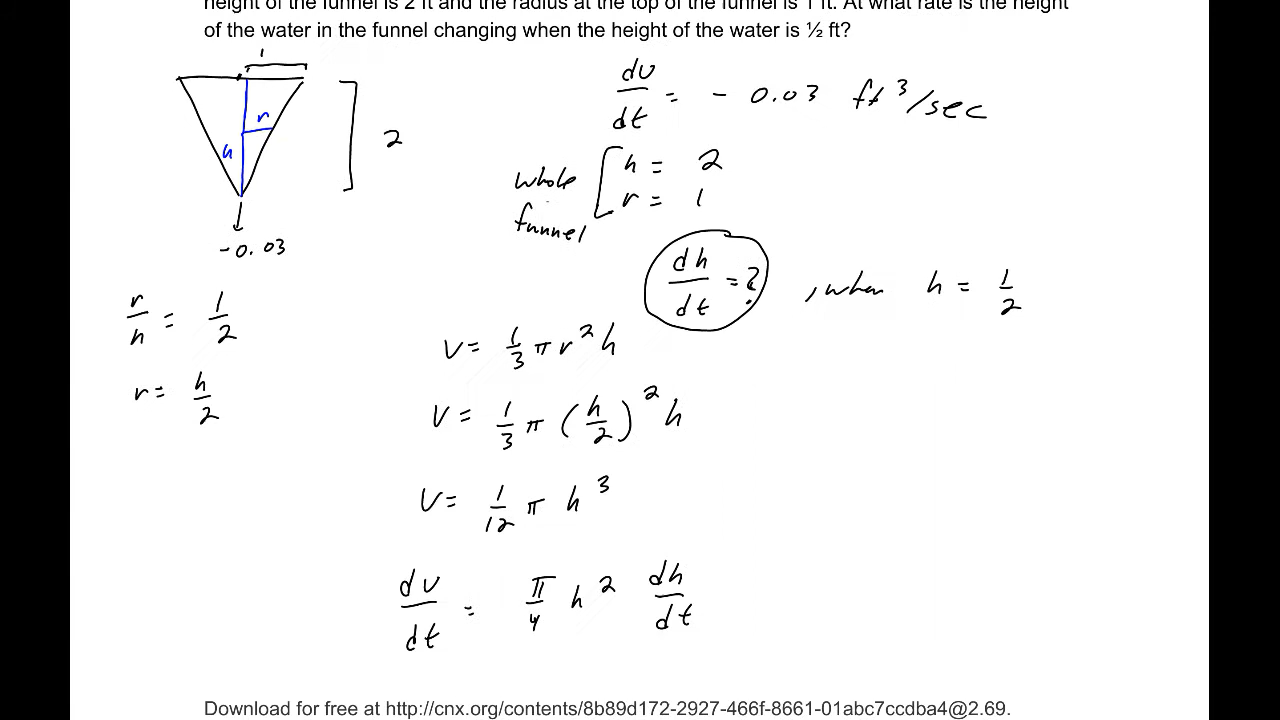 height of the funnel is 2 ft and the radius at the top of the funnel is 1 ft. At what rate is the height
of the water in the funnel changing when the height of the water is ½ ft?
1
r
h
2
-0.03
dv/dt = - 0.03 ft³/sec
whole funnel [ h = 2
r = 1
dh/dt = ? , when h = 1/2
r/h = 1/2
r = h/2
V = 1/3 π r² h
V = 1/3 π (h/2)² h
V = 1/12 π h³
dv/dt = π/4 h² dh/dt
Download for free at http://cnx.org/contents/8b89d172-2927-466f-8661-01abc7ccdba4@2.69.